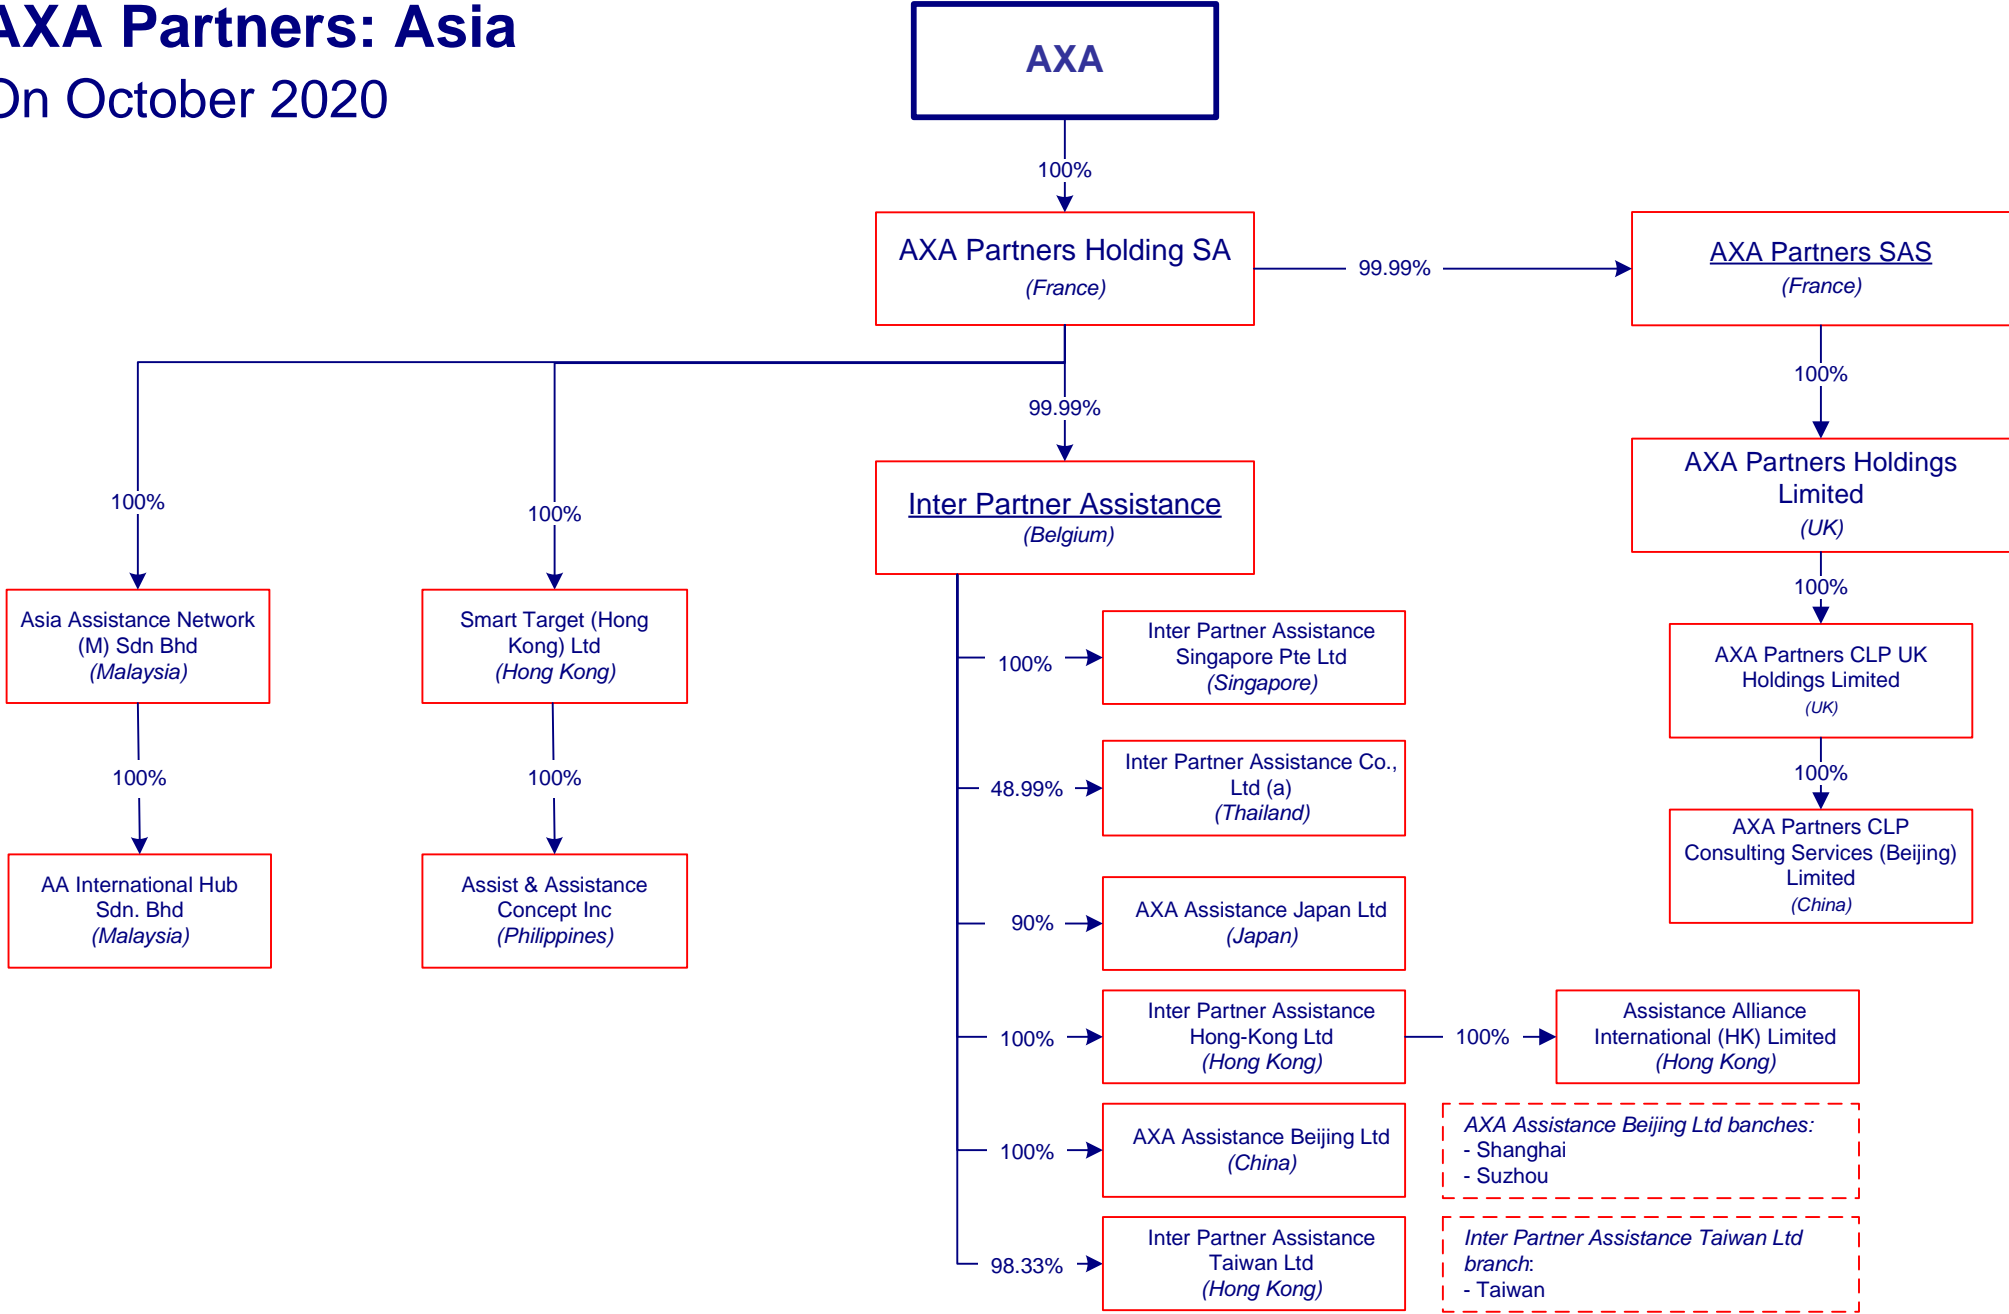 AXA Partners: Asia
On October 2020
AXA
100%
AXA Partners Holding SA
(France)
99.99%
AXA Partners SAS
(France)
100%
99.99%
AXA Partners Holdings
Limited
(UK)
Inter Partner Assistance
(Belgium)
100%
100%
100%
Asia Assistance Network
(M) Sdn Bhd
(Malaysia)
Smart Target (Hong
Kong) Ltd
(Hong Kong)
Inter Partner Assistance
Singapore Pte Ltd
(Singapore)
100%
AXA Partners CLP UK
Holdings Limited
(UK)
100%
100%
100%
48.99%
Inter Partner Assistance Co.,
Ltd (a)
(Thailand)
AXA Partners CLP
Consulting Services (Beijing)
Limited
(China)
AA International Hub
Sdn. Bhd
(Malaysia)
Assist & Assistance
Concept Inc
(Philippines)
90%
AXA Assistance Japan Ltd
(Japan)
100%
Inter Partner Assistance
Hong-Kong Ltd
(Hong Kong)
100%
Assistance Alliance
International (HK) Limited
(Hong Kong)
100%
AXA Assistance Beijing Ltd
(China)
AXA Assistance Beijing Ltd banches:
- Shanghai
- Suzhou
98.33%
Inter Partner Assistance
Taiwan Ltd
(Hong Kong)
Inter Partner Assistance Taiwan Ltd
branch:
- Taiwan